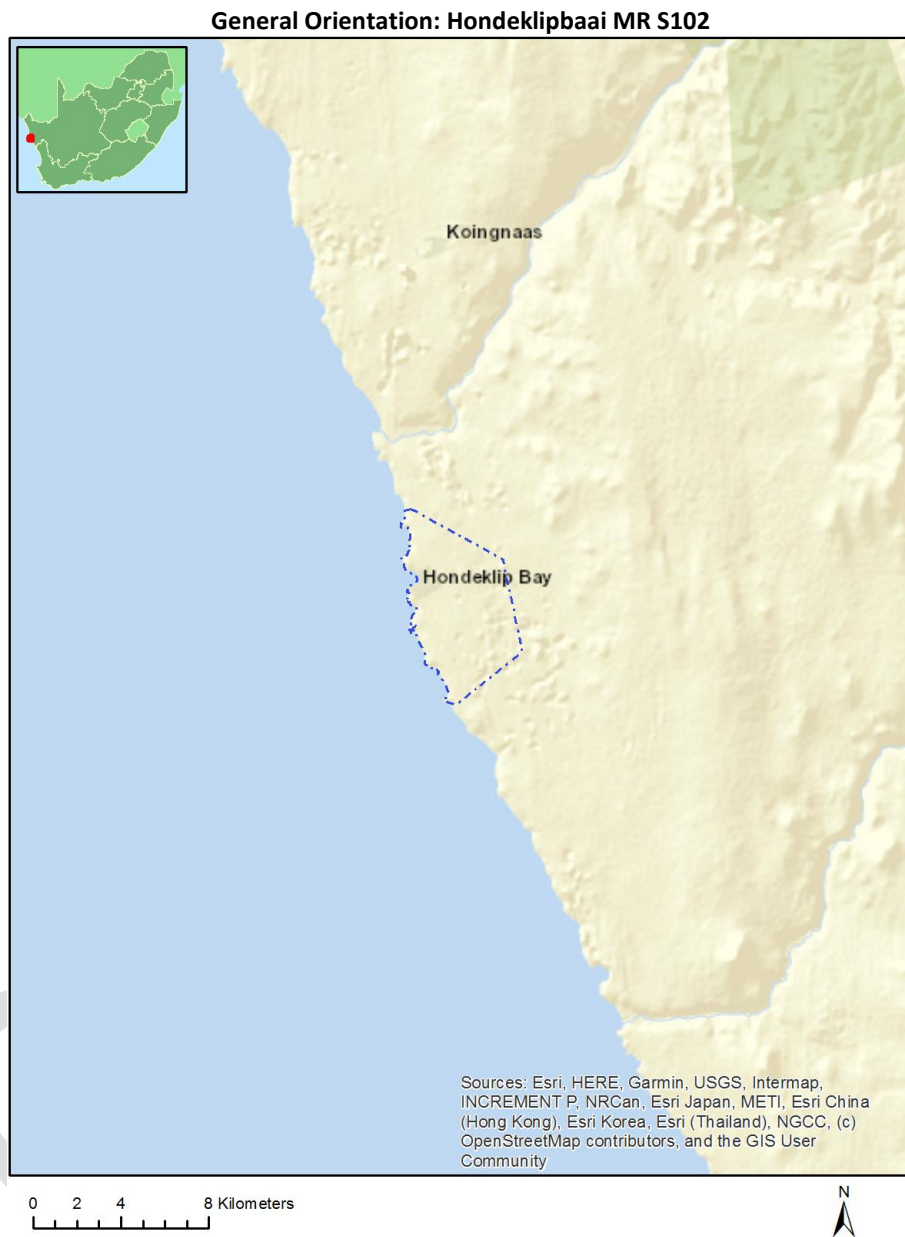 General Orientation: Hondeklipbaai MR S102
Koingnaas
Hondeklip Bay
Sources: Esri, HERE, Garmin, USGS, Intermap,
INCREMENT P, NRCan, Esri Japan, METI, Esri China
(Hong Kong), Esri Korea, Esri (Thailand), NGCC, (c)
OpenStreetMap contributors, and the GIS User
Community
0 2 4 8 Kilometers
N